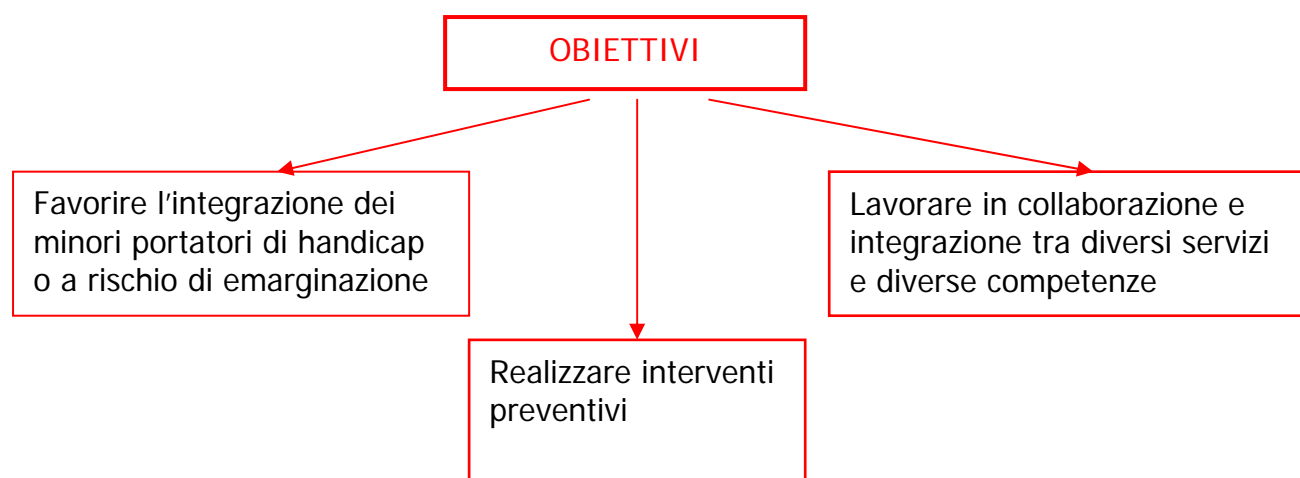 OBIETTIVI
Favorire l'integrazione dei
minori portatori di handicap
o a rischio di emarginazione
Lavorare in collaborazione e
integrazione tra diversi servizi
e diverse competenze
Realizzare interventi
preventivi